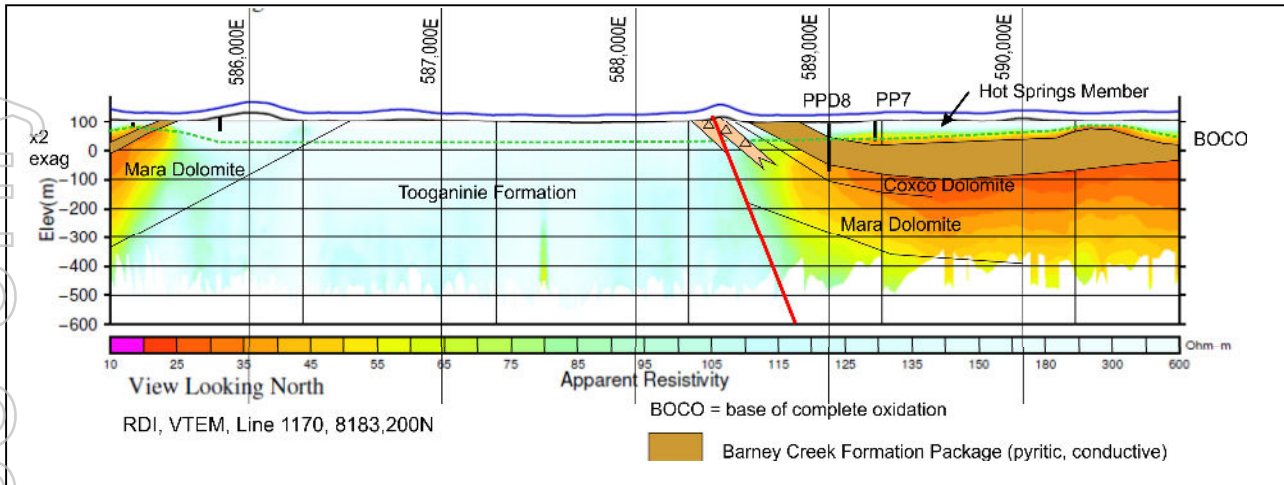 586,000E
587,000E
588,000E
589,000E
590,000E
Hot Springs Member
PPD8 PP7
x2
exag
Elev(m)
100
0
−100
−200
−300
−400
−500
−600
BOCO
Mara Dolomite
Tooganinie Formation
Coxco Dolomite
Mara Dolomite
10 25 35 45 55 65 75 85 95 105 115 125 135 150 180 300 600
Ohm-m
View Looking North
Apparent Resistivity
RDI, VTEM, Line 1170, 8183,200N
BOCO = base of complete oxidation
Barney Creek Formation Package (pyritic, conductive)